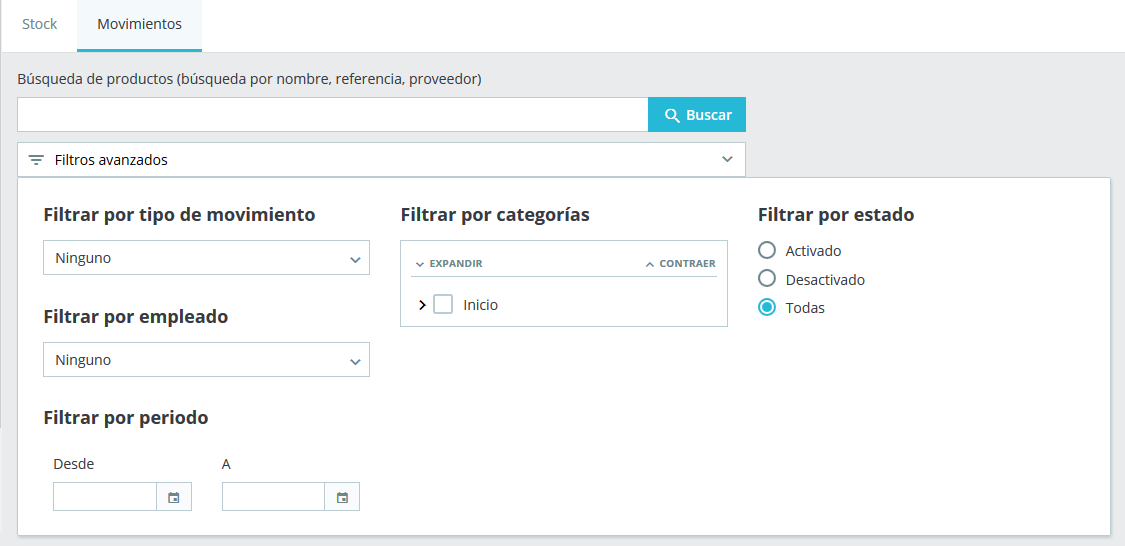 Stock
Movimientos
Búsqueda de productos (búsqueda por nombre, referencia, proveedor)
Buscar
Filtros avanzados
Filtrar por tipo de movimiento
Ninguno
Filtrar por empleado
Ninguno
Filtrar por periodo
Desde
A
Filtrar por categorías
EXPANDIR
CONTRAER
Inicio
Filtrar por estado
Activado
Desactivado
Todas